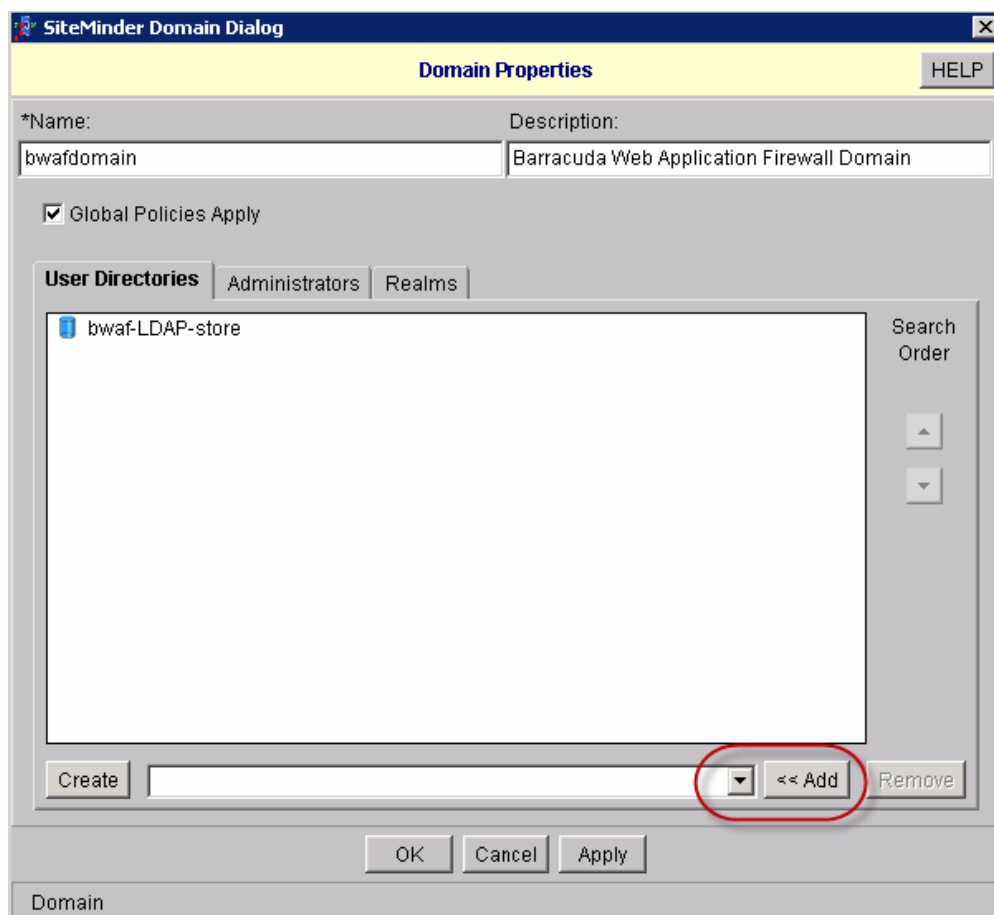 SiteMinder Domain Dialog
Domain Properties
HELP
*Name:
Description:
bwafdomain
Barracuda Web Application Firewall Domain
Global Policies Apply
User Directories
Administrators
Realms
bwaf-LDAP-store
Search
Order
Create
<< Add
Remove
OK
Cancel
Apply
Domain